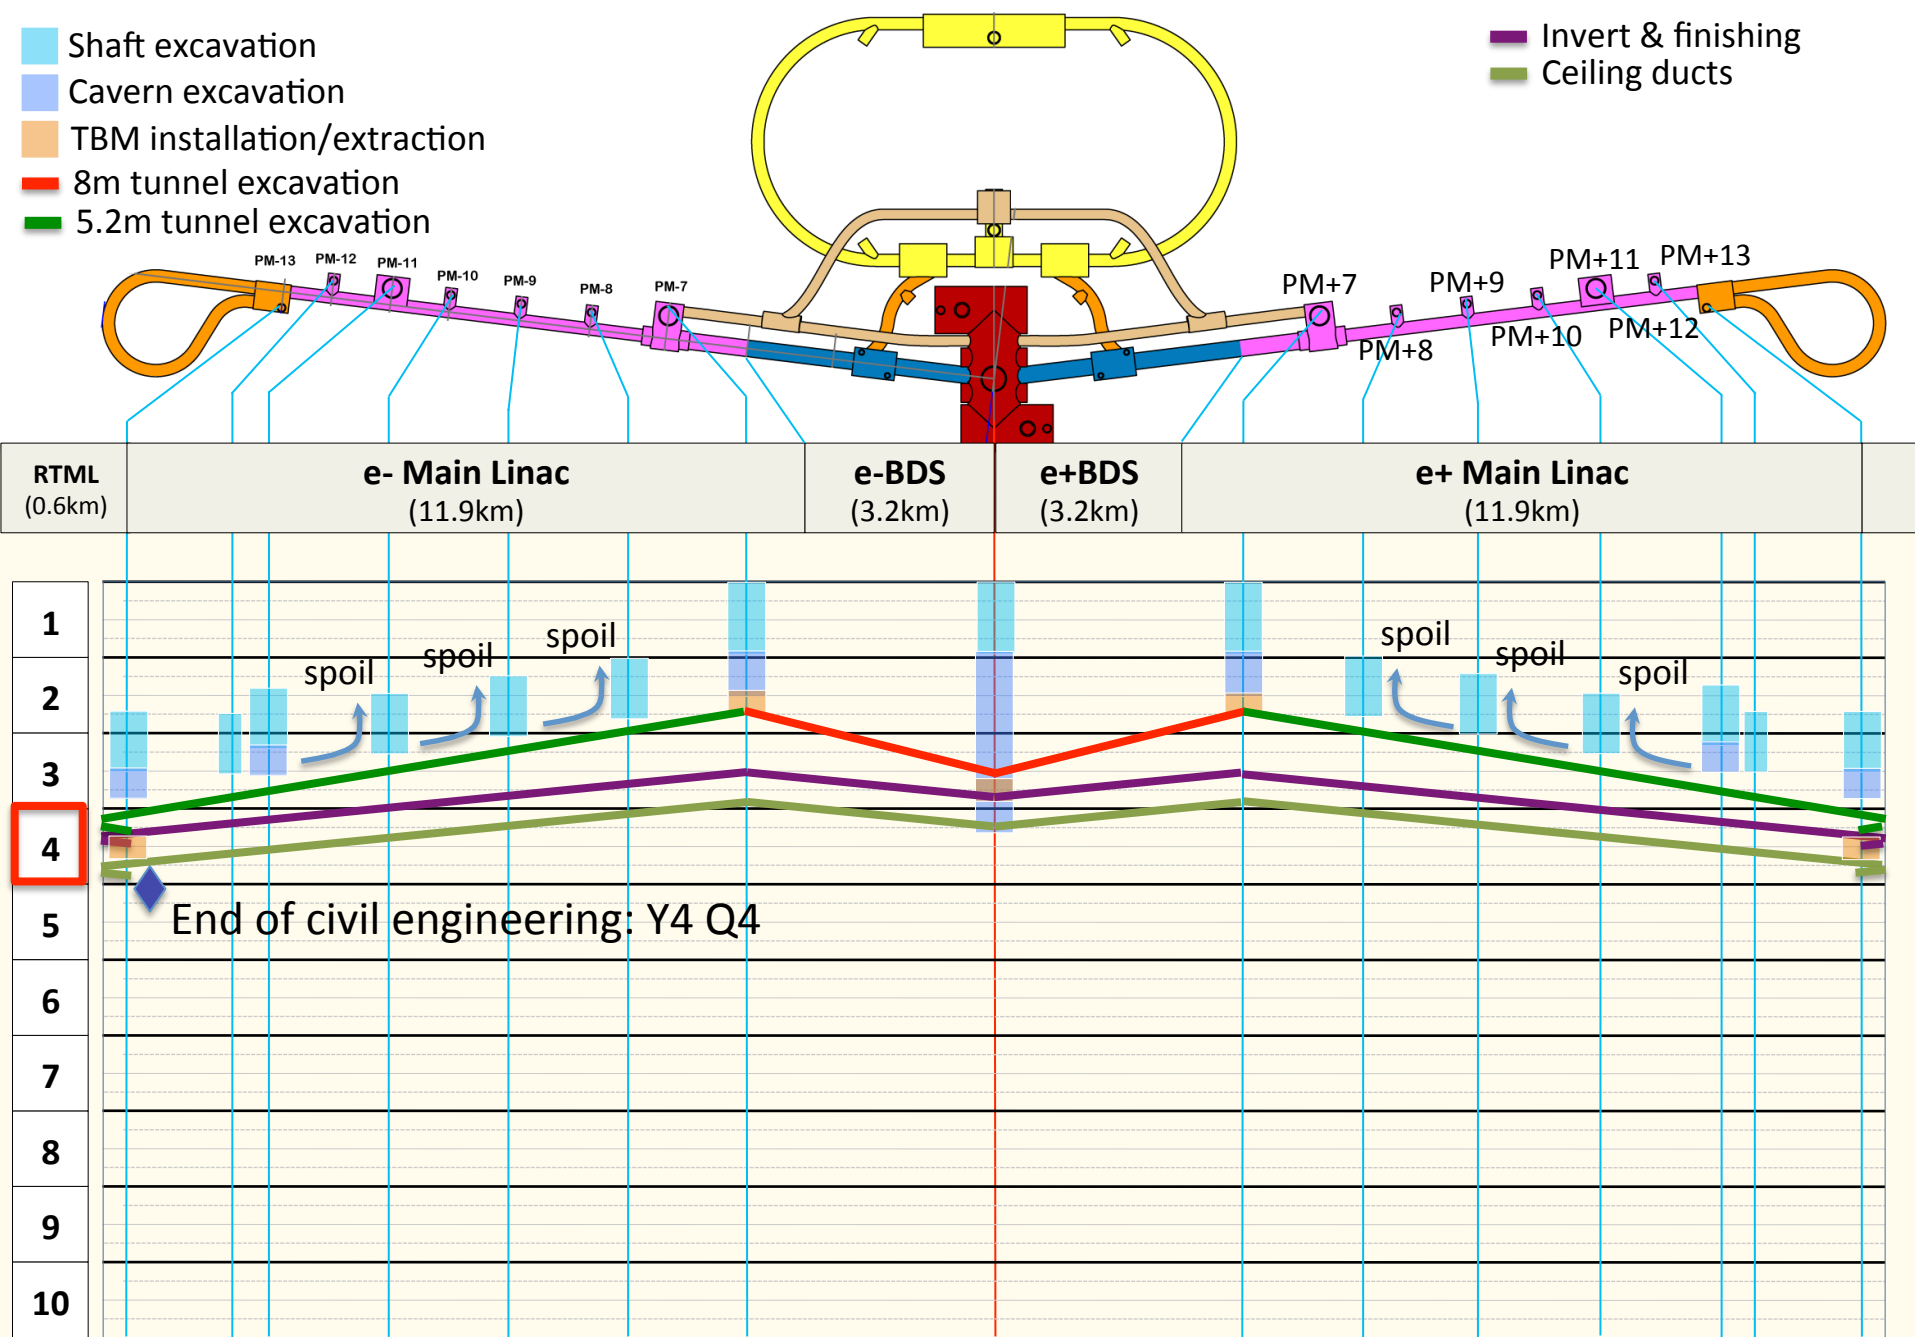 Shaft excavation
Cavern excavation
TBM installation/extraction
8m tunnel excavation
5.2m tunnel excavation
Invert & finishing
Ceiling ducts
PM-13
PM-12
PM-11
PM-10
PM-9
PM-8
PM-7
PM+7
PM+8
PM+9
PM+10
PM+11
PM+12
PM+13
RTML
(0.6km)
e- Main Linac
(11.9km)
e-BDS
(3.2km)
e+BDS
(3.2km)
e+ Main Linac
(11.9km)
1
2
3
4
5
6
7
8
9
10
spoil
spoil
spoil
spoil
spoil
spoil
End of civil engineering: Y4 Q4